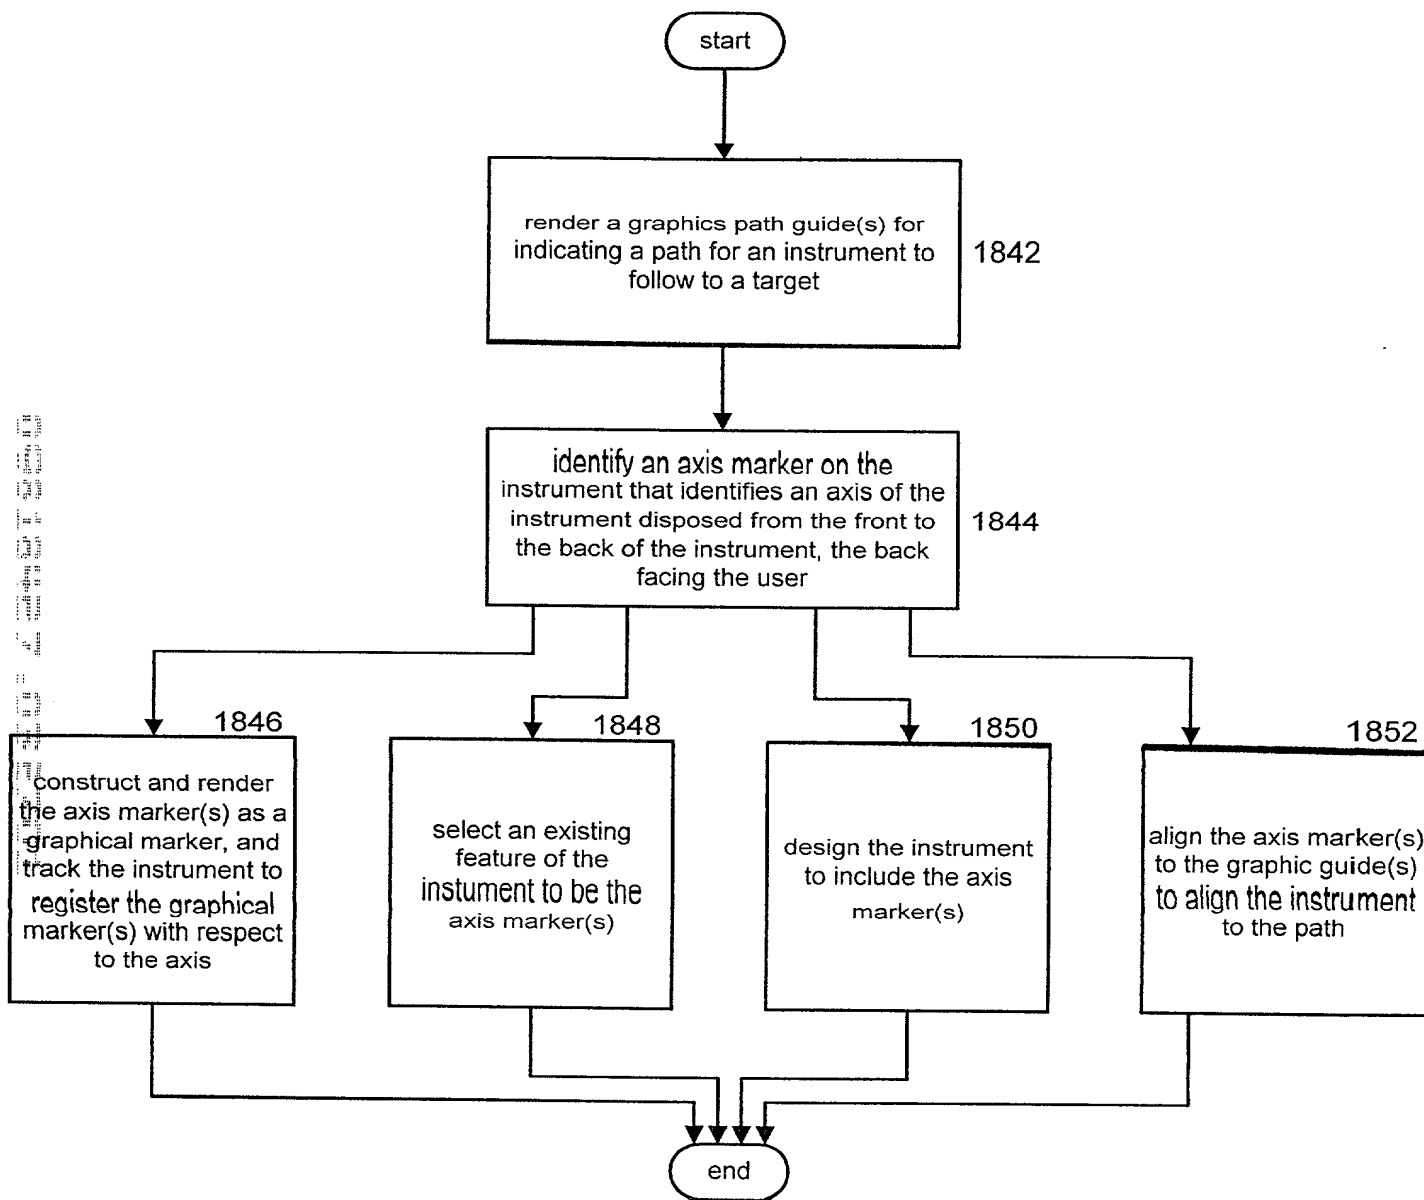 start
render a graphics path guide(s) for
indicating a path for an instrument to
follow to a target
1842
identify an axis marker on the
instrument that identifies an axis of the
instrument disposed from the front to
the back of the instrument, the back
facing the user
1844
1846
construct and render
the axis marker(s) as a
graphical marker, and
track the instrument to
register the graphical
marker(s) with respect
to the axis
1848
select an existing
feature of the
instument to be the
axis marker(s)
1850
design the instrument
to include the axis
marker(s)
1852
align the axis marker(s)
to the graphic guide(s)
to align the instrument
to the path
end